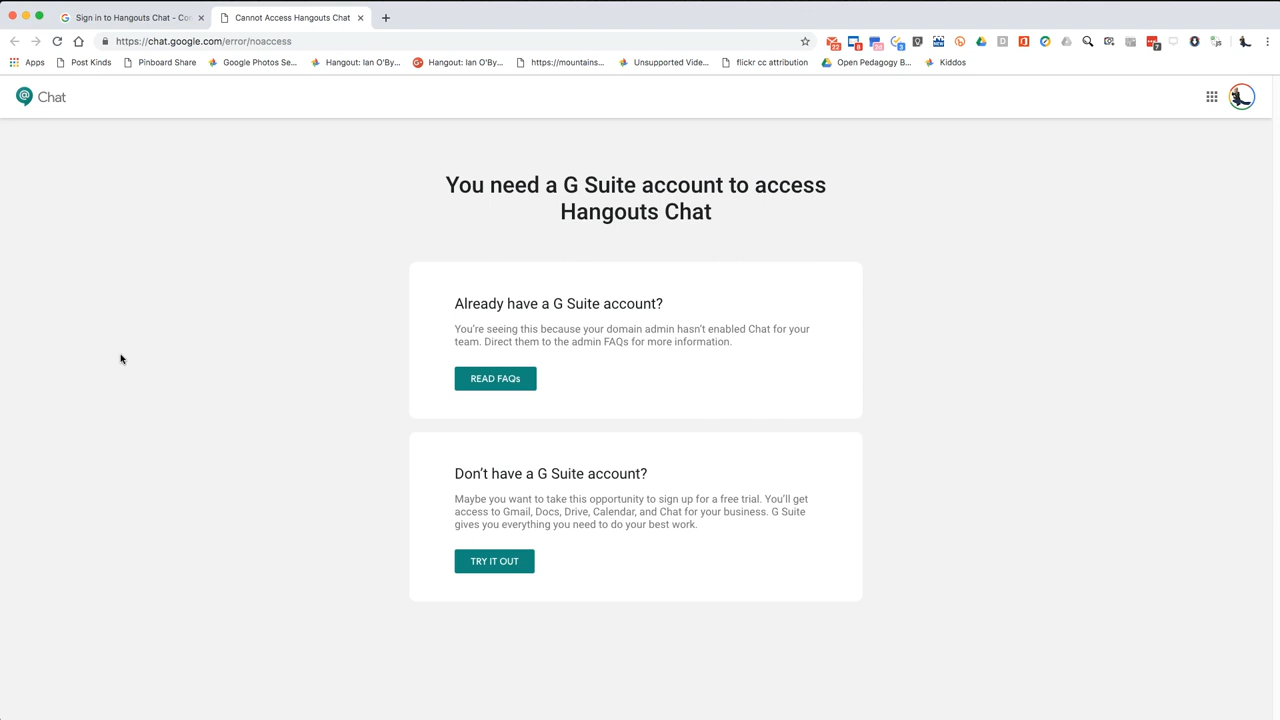 Sign in to Hangouts Chat - Co
Cannot Access Hangouts Chat
https://chat.google.com/error/noaccess
Apps
Post Kinds
Pinboard Share
Google Photos Se...
Hangout: Ian O'By...
Hangout: Ian O'By...
https://mountains...
Unsupported Vide...
flickr cc attribution
Open Pedagogy B...
Kiddos
Chat
You need a G Suite account to access
Hangouts Chat
Already have a G Suite account?
You're seeing this because your domain admin hasn't enabled Chat for your
team. Direct them to the admin FAQs for more information.
READ FAQs
Don't have a G Suite account?
Maybe you want to take this opportunity to sign up for a free trial. You'll get
access to Gmail, Docs, Drive, Calendar, and Chat for your business. G Suite
gives you everything you need to do your best work.
TRY IT OUT